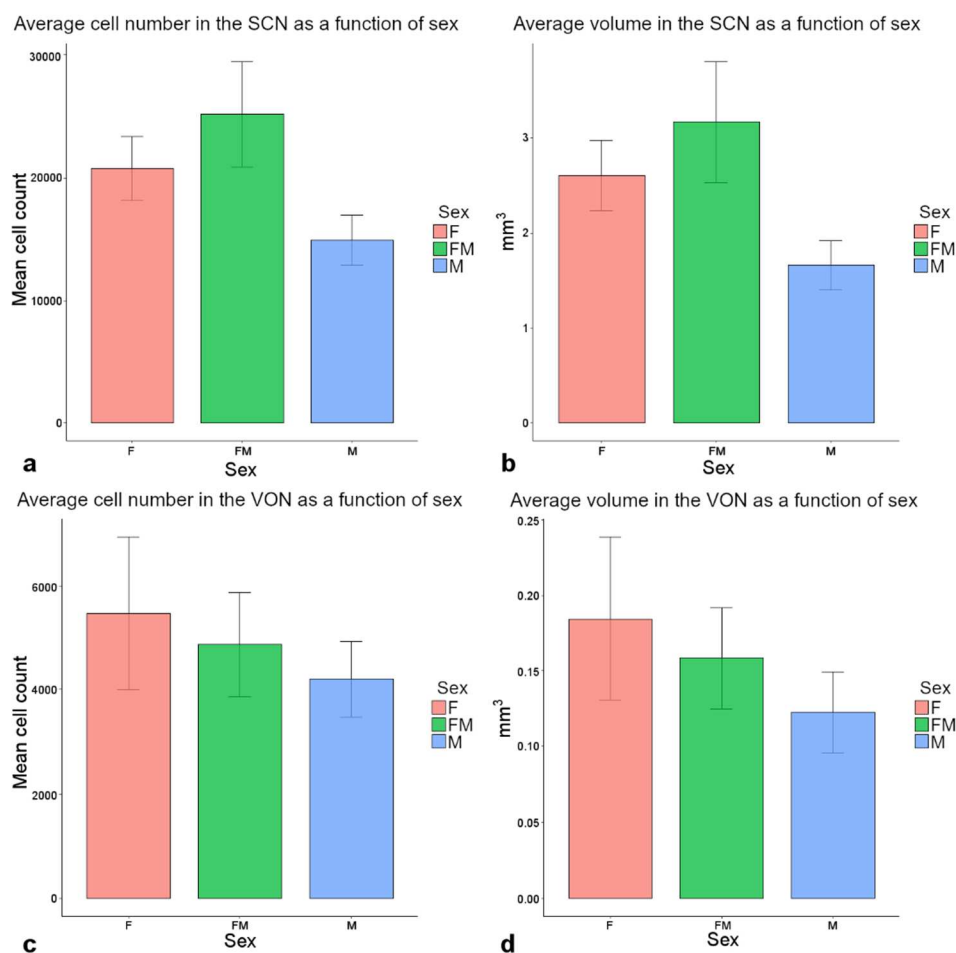 Average cell number in the SCN as a function of sex
30000
20000
10000
0
Mean cell count
F
FM
M
Sex
Sex
F
FM
M
a
Average volume in the SCN as a function of sex
3
2
1
0
mm³
F
FM
M
Sex
Sex
F
FM
M
b
Average cell number in the VON as a function of sex
6000
4000
2000
0
Mean cell count
F
FM
M
Sex
Sex
F
FM
M
c
Average volume in the VON as a function of sex
0.25
0.20
0.15
0.10
0.05
0.00
mm³
F
FM
M
Sex
Sex
F
FM
M
d